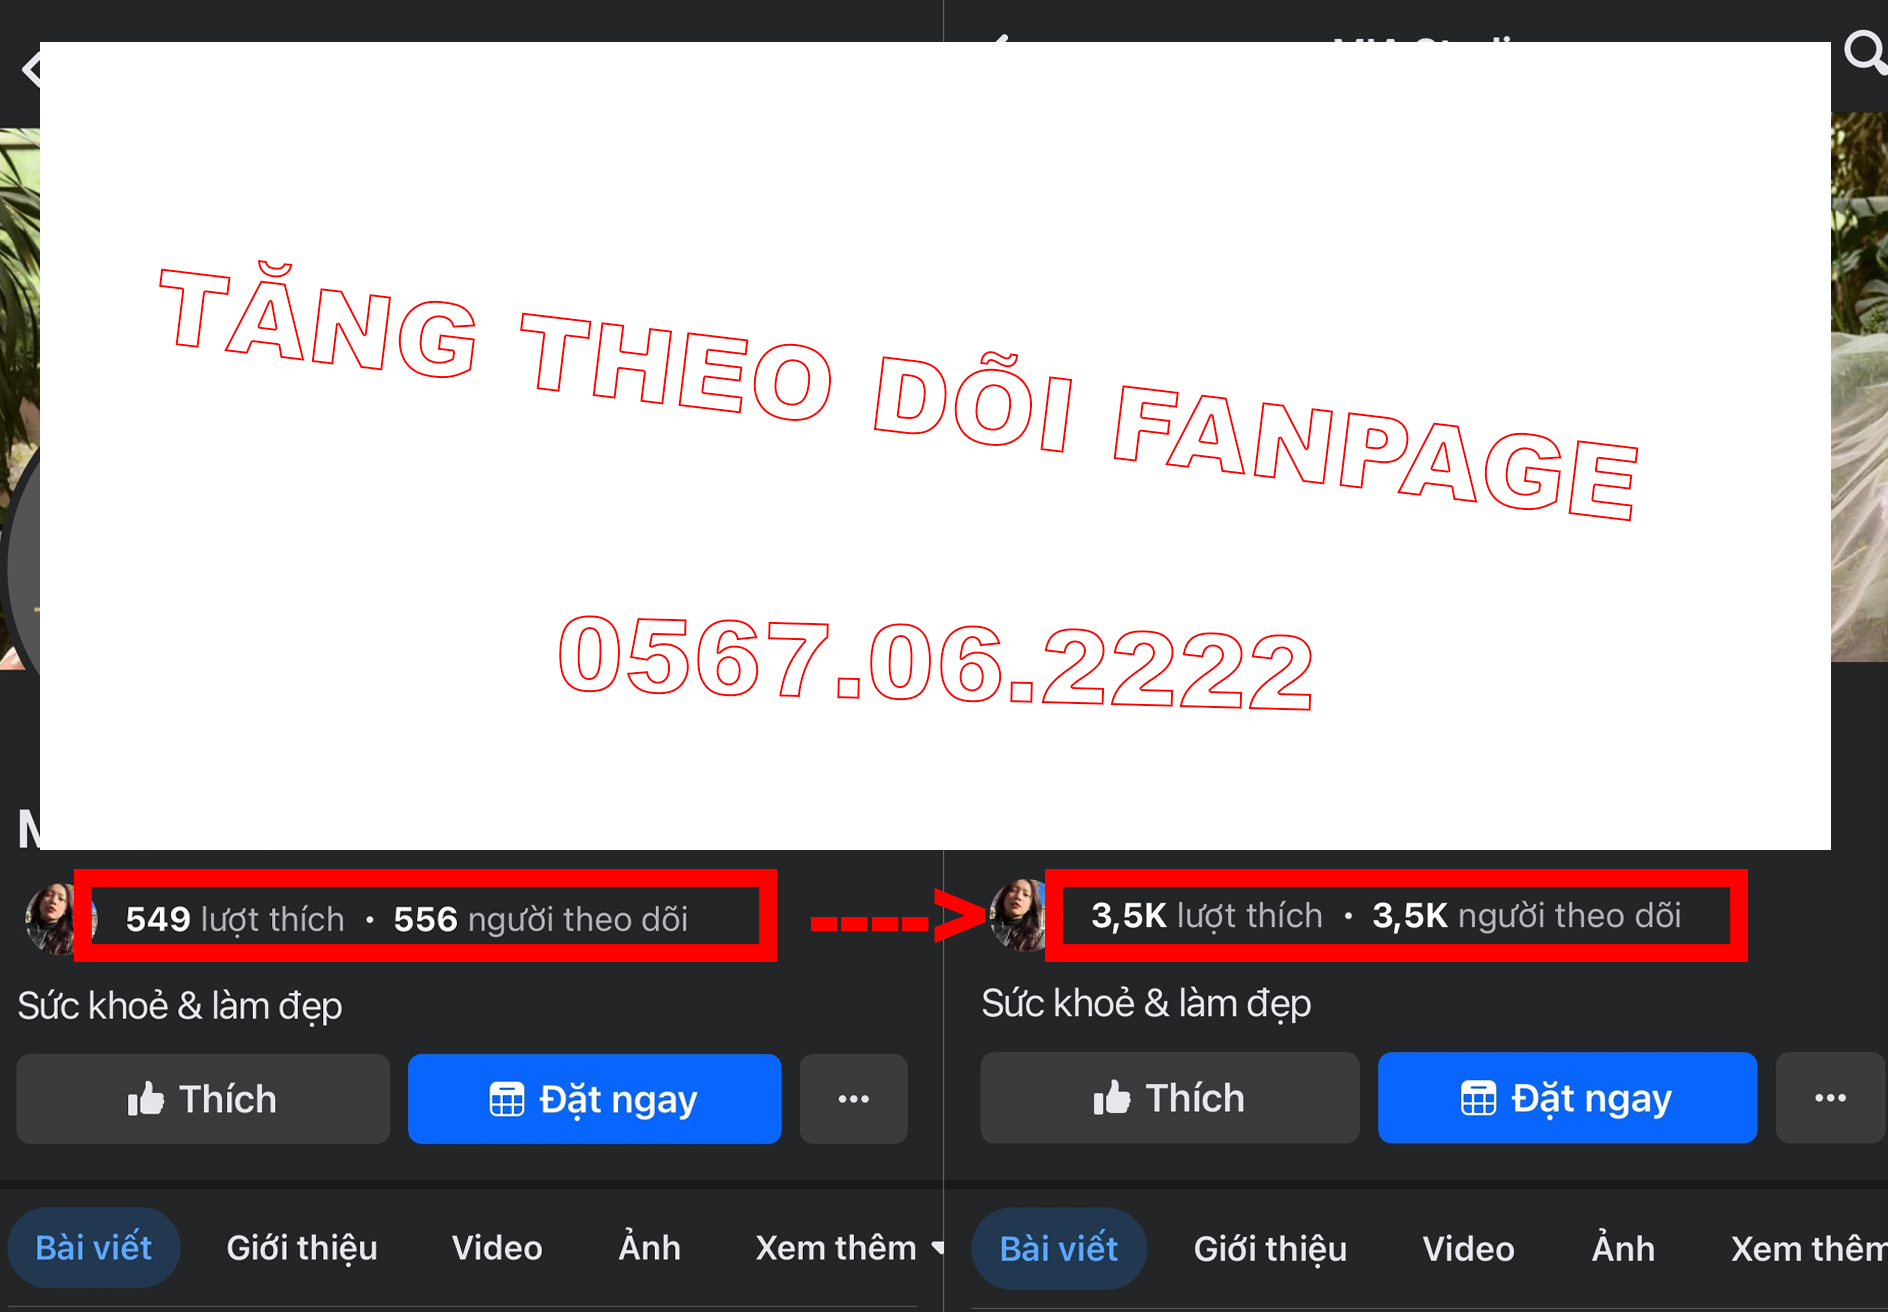 TĂNG THEO DÕI FANPAGE
0567.06.2222
549 lượt thích • 556 người theo dõi
---->
3,5K lượt thích • 3,5K người theo dõi
Sức khoẻ & làm đẹp
Sức khoẻ & làm đẹp
Thích
Đặt ngay
Thích
Đặt ngay
Bài viết
Giới thiệu
Video
Ảnh
Xem thêm
Bài viết
Giới thiệu
Video
Ảnh
Xem thêm